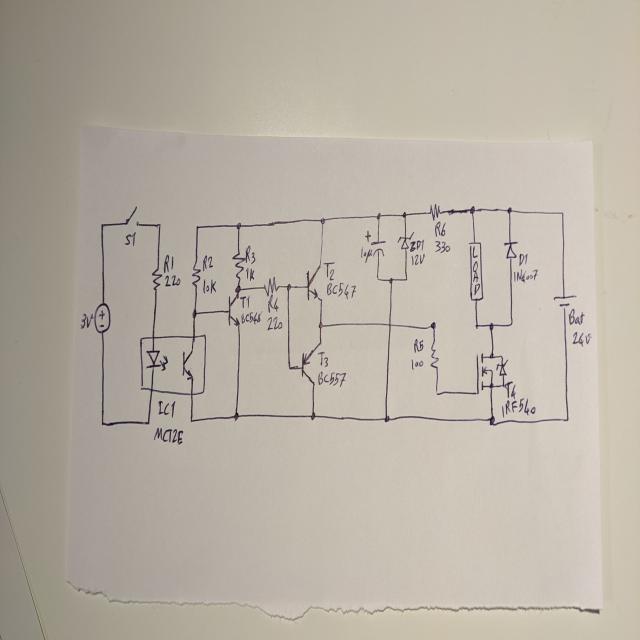 S1
3V
R1
220
R2
10K
R3
1K
T1
BC546
R4
220
T2
BC547
T3
BC557
IC1
MCT2E
+
10µ
ZD1
12V
R6
330
R5
100
LOAD
D1
1N4007
T4
IRF540
Bat
24V